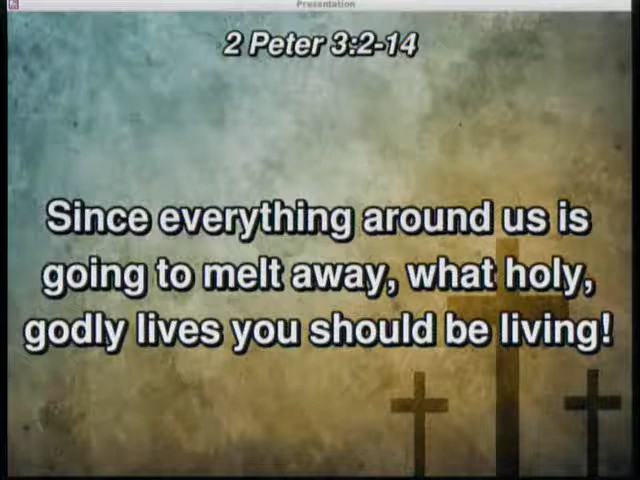 Presentation
2 Peter 3:2-14
Since everything around us is
going to melt away, what holy,
godly lives you should be living!